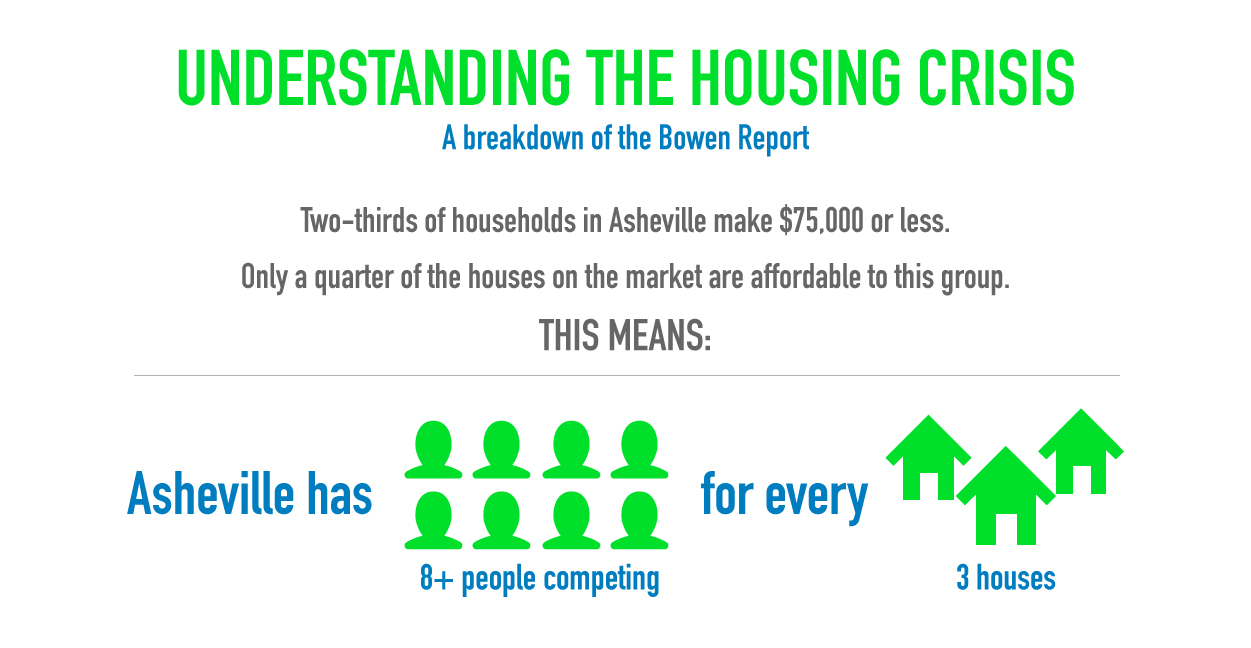 UNDERSTANDING THE HOUSING CRISIS
A breakdown of the Bowen Report
Two-thirds of households in Asheville make $75,000 or less.
Only a quarter of the houses on the market are affordable to this group.
THIS MEANS:
Asheville has
for every
8+ people competing
3 houses